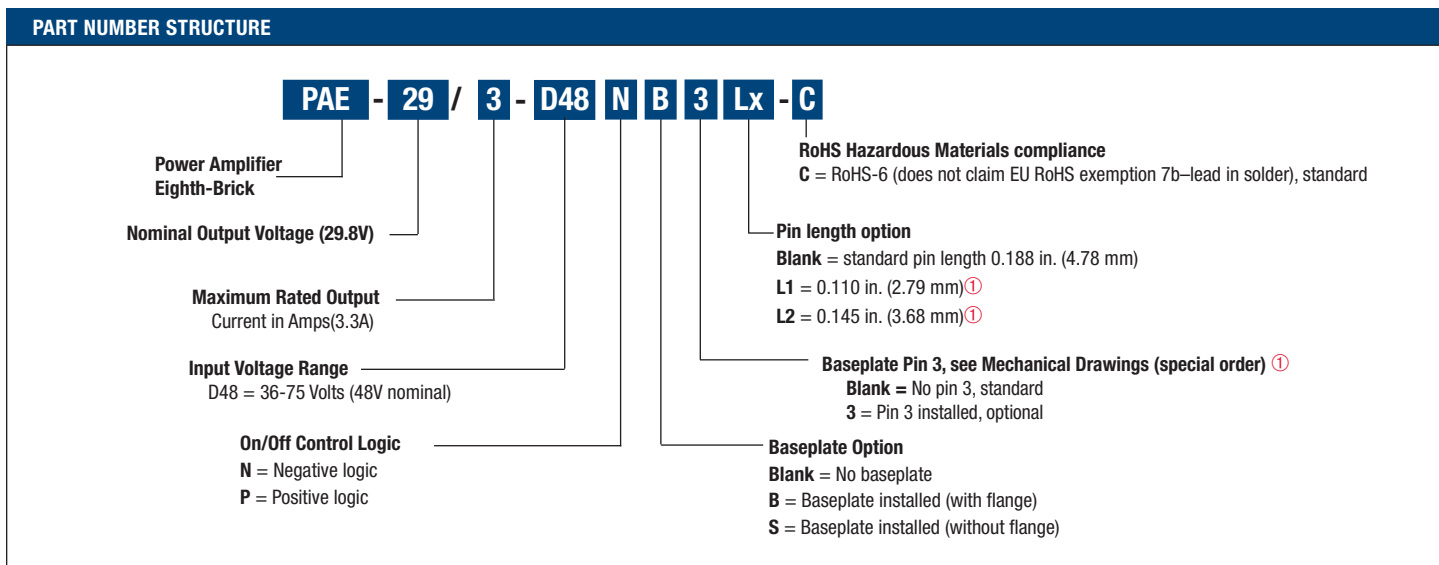 PART NUMBER STRUCTURE
PAE - 29 / 3 - D48 N B 3 Lx - C
RoHS Hazardous Materials compliance
C = RoHS-6 (does not claim EU RoHS exemption 7b–lead in solder), standard
Power Amplifier
Eighth-Brick
Nominal Output Voltage (29.8V)
Pin length option
Blank = standard pin length 0.188 in. (4.78 mm)
L1 = 0.110 in. (2.79 mm)①
L2 = 0.145 in. (3.68 mm)①
Maximum Rated Output
Current in Amps(3.3A)
Baseplate Pin 3, see Mechanical Drawings (special order) ①
Blank = No pin 3, standard
3 = Pin 3 installed, optional
Input Voltage Range
D48 = 36-75 Volts (48V nominal)
On/Off Control Logic
N = Negative logic
P = Positive logic
Baseplate Option
Blank = No baseplate
B = Baseplate installed (with flange)
S = Baseplate installed (without flange)